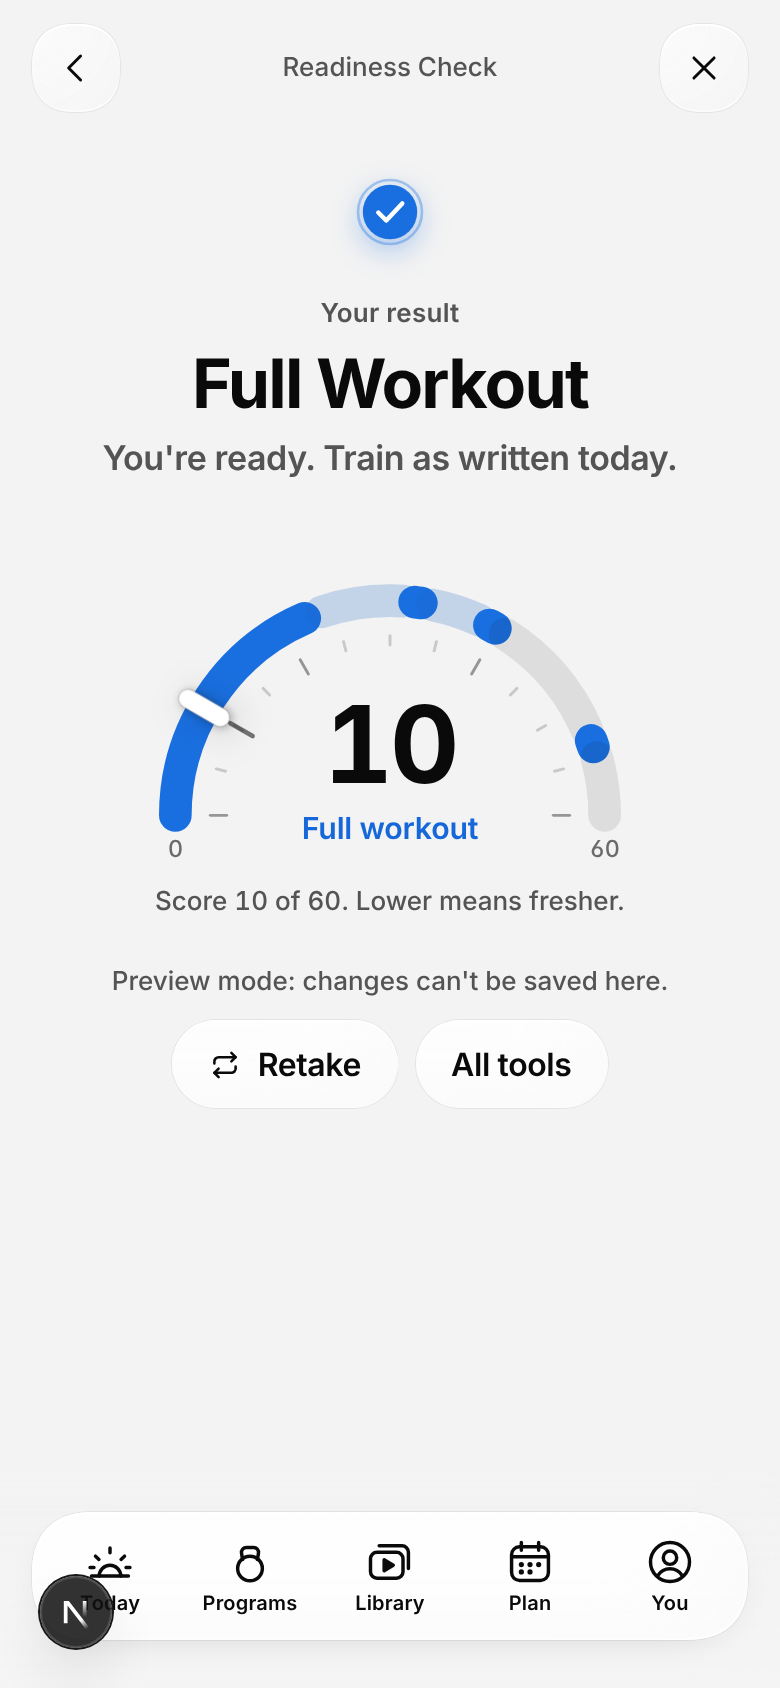 Readiness Check
Your result
Full Workout
You're ready. Train as written today.
10
Full workout
0
60
Score 10 of 60. Lower means fresher.
Preview mode: changes can't be saved here.
Retake
All tools
Today
Programs
Library
Plan
You
N